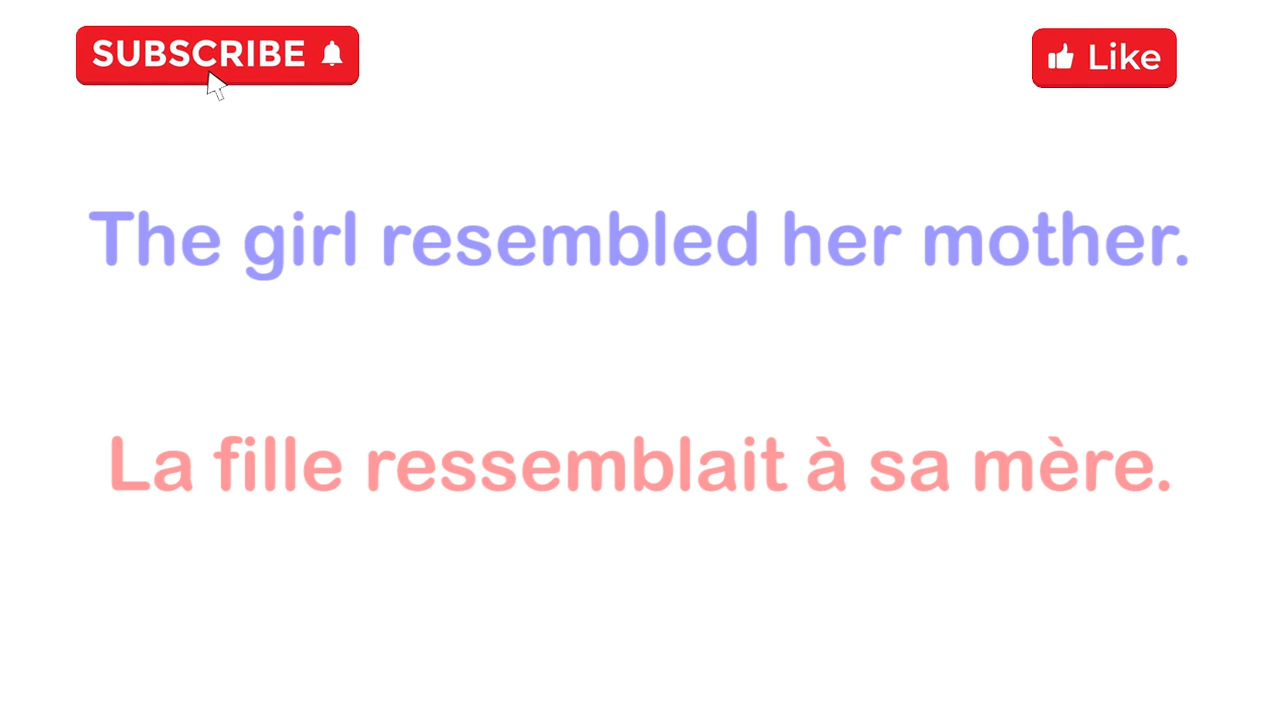 SUBSCRIBE
Like
The girl resembled her mother.
La fille ressemblait à sa mère.